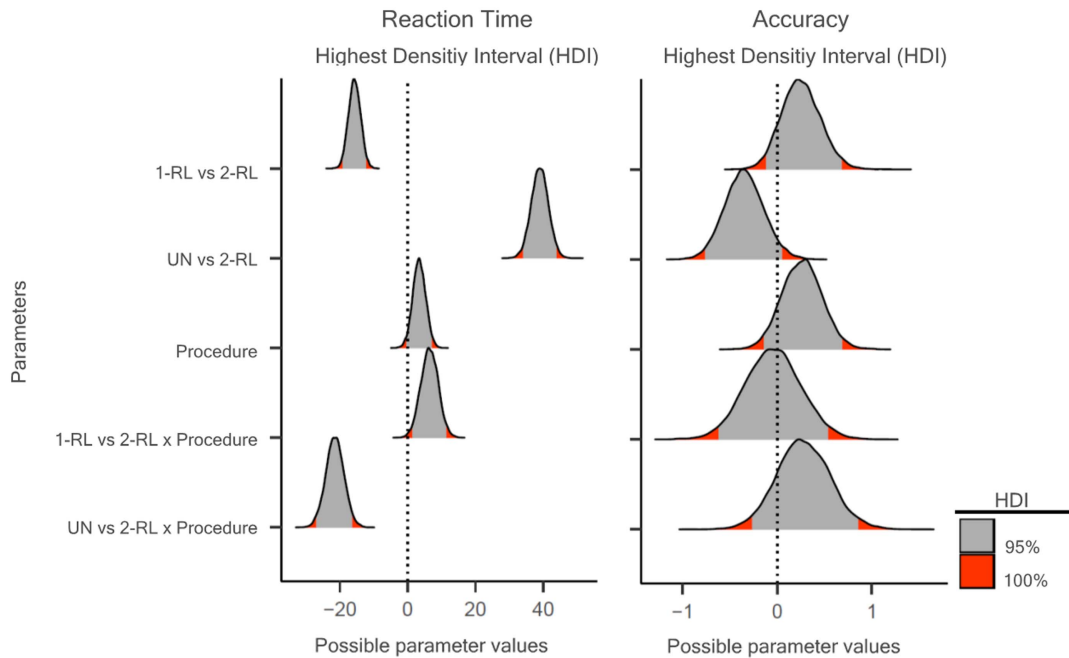 Reaction Time
Accuracy
Highest Densitiy Interval (HDI)
Highest Densitiy Interval (HDI)
Parameters
1-RL vs 2-RL
UN vs 2-RL
Procedure
1-RL vs 2-RL x Procedure
UN vs 2-RL x Procedure
−20 0 20 40
−1 0 1
Possible parameter values
Possible parameter values
HDI
95%
100%